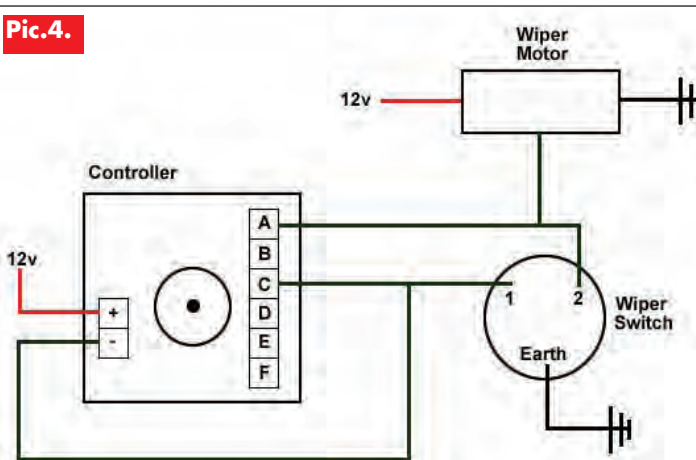 Pic.4.
Wiper
Motor
12v
Controller
A
B
12v
C
D
+
1
2
Wiper
Switch
-
E
Earth
F